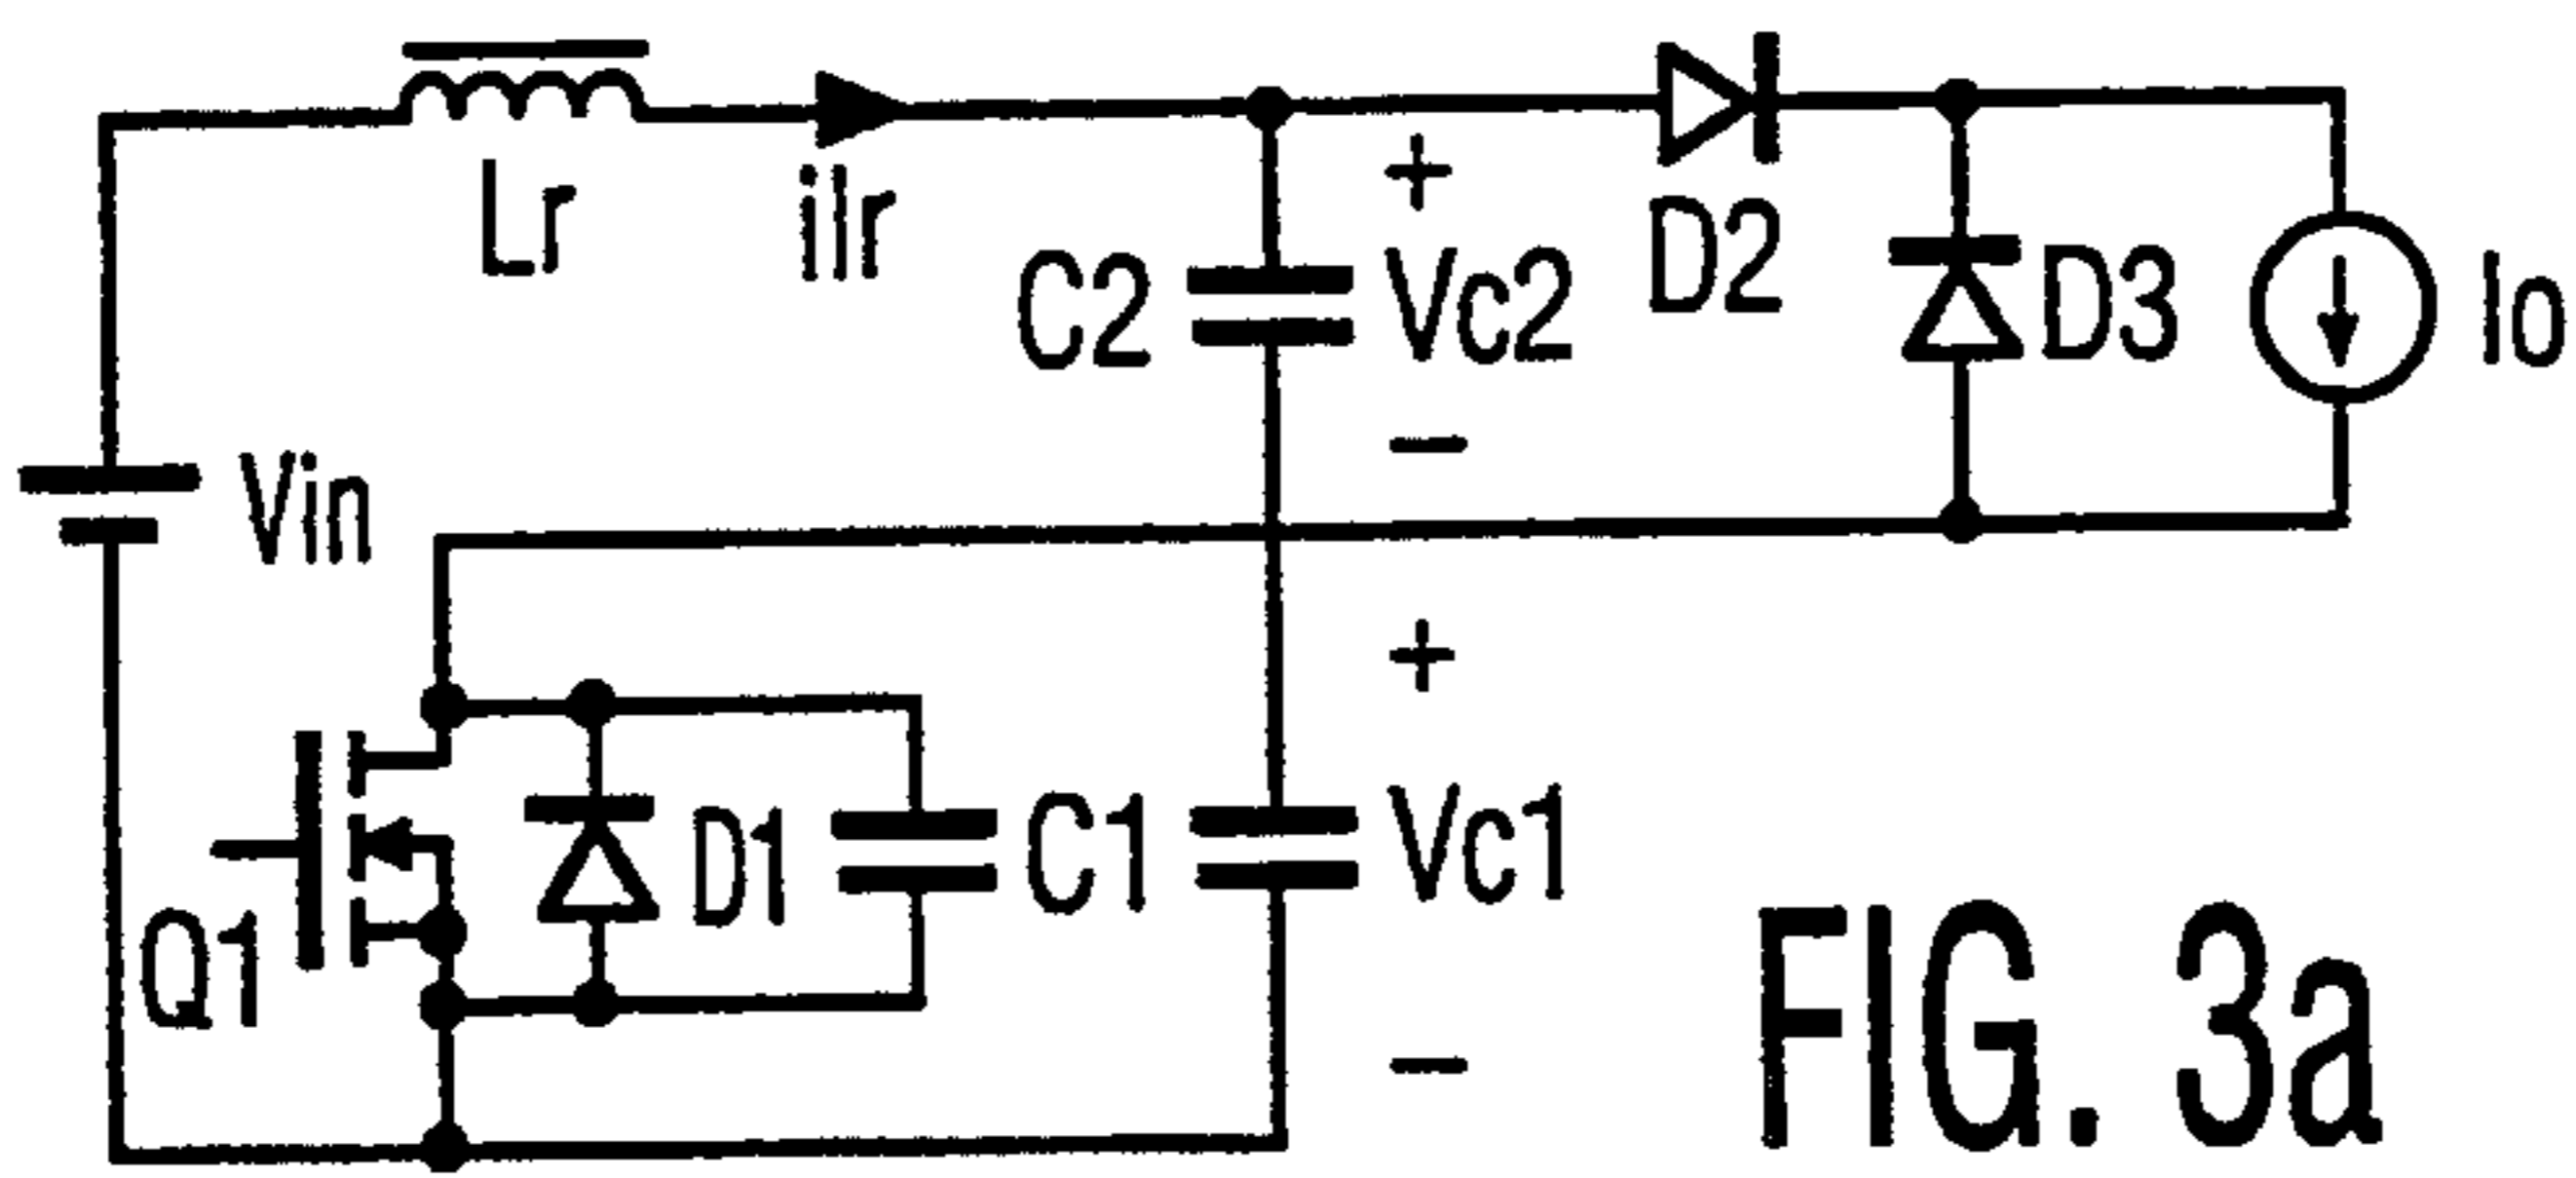 Lr
ilr
+
C2
Vc2
D2
D3
Io
−
Vin
+
Q1
D1
C1
Vc1
−
FIG. 3a